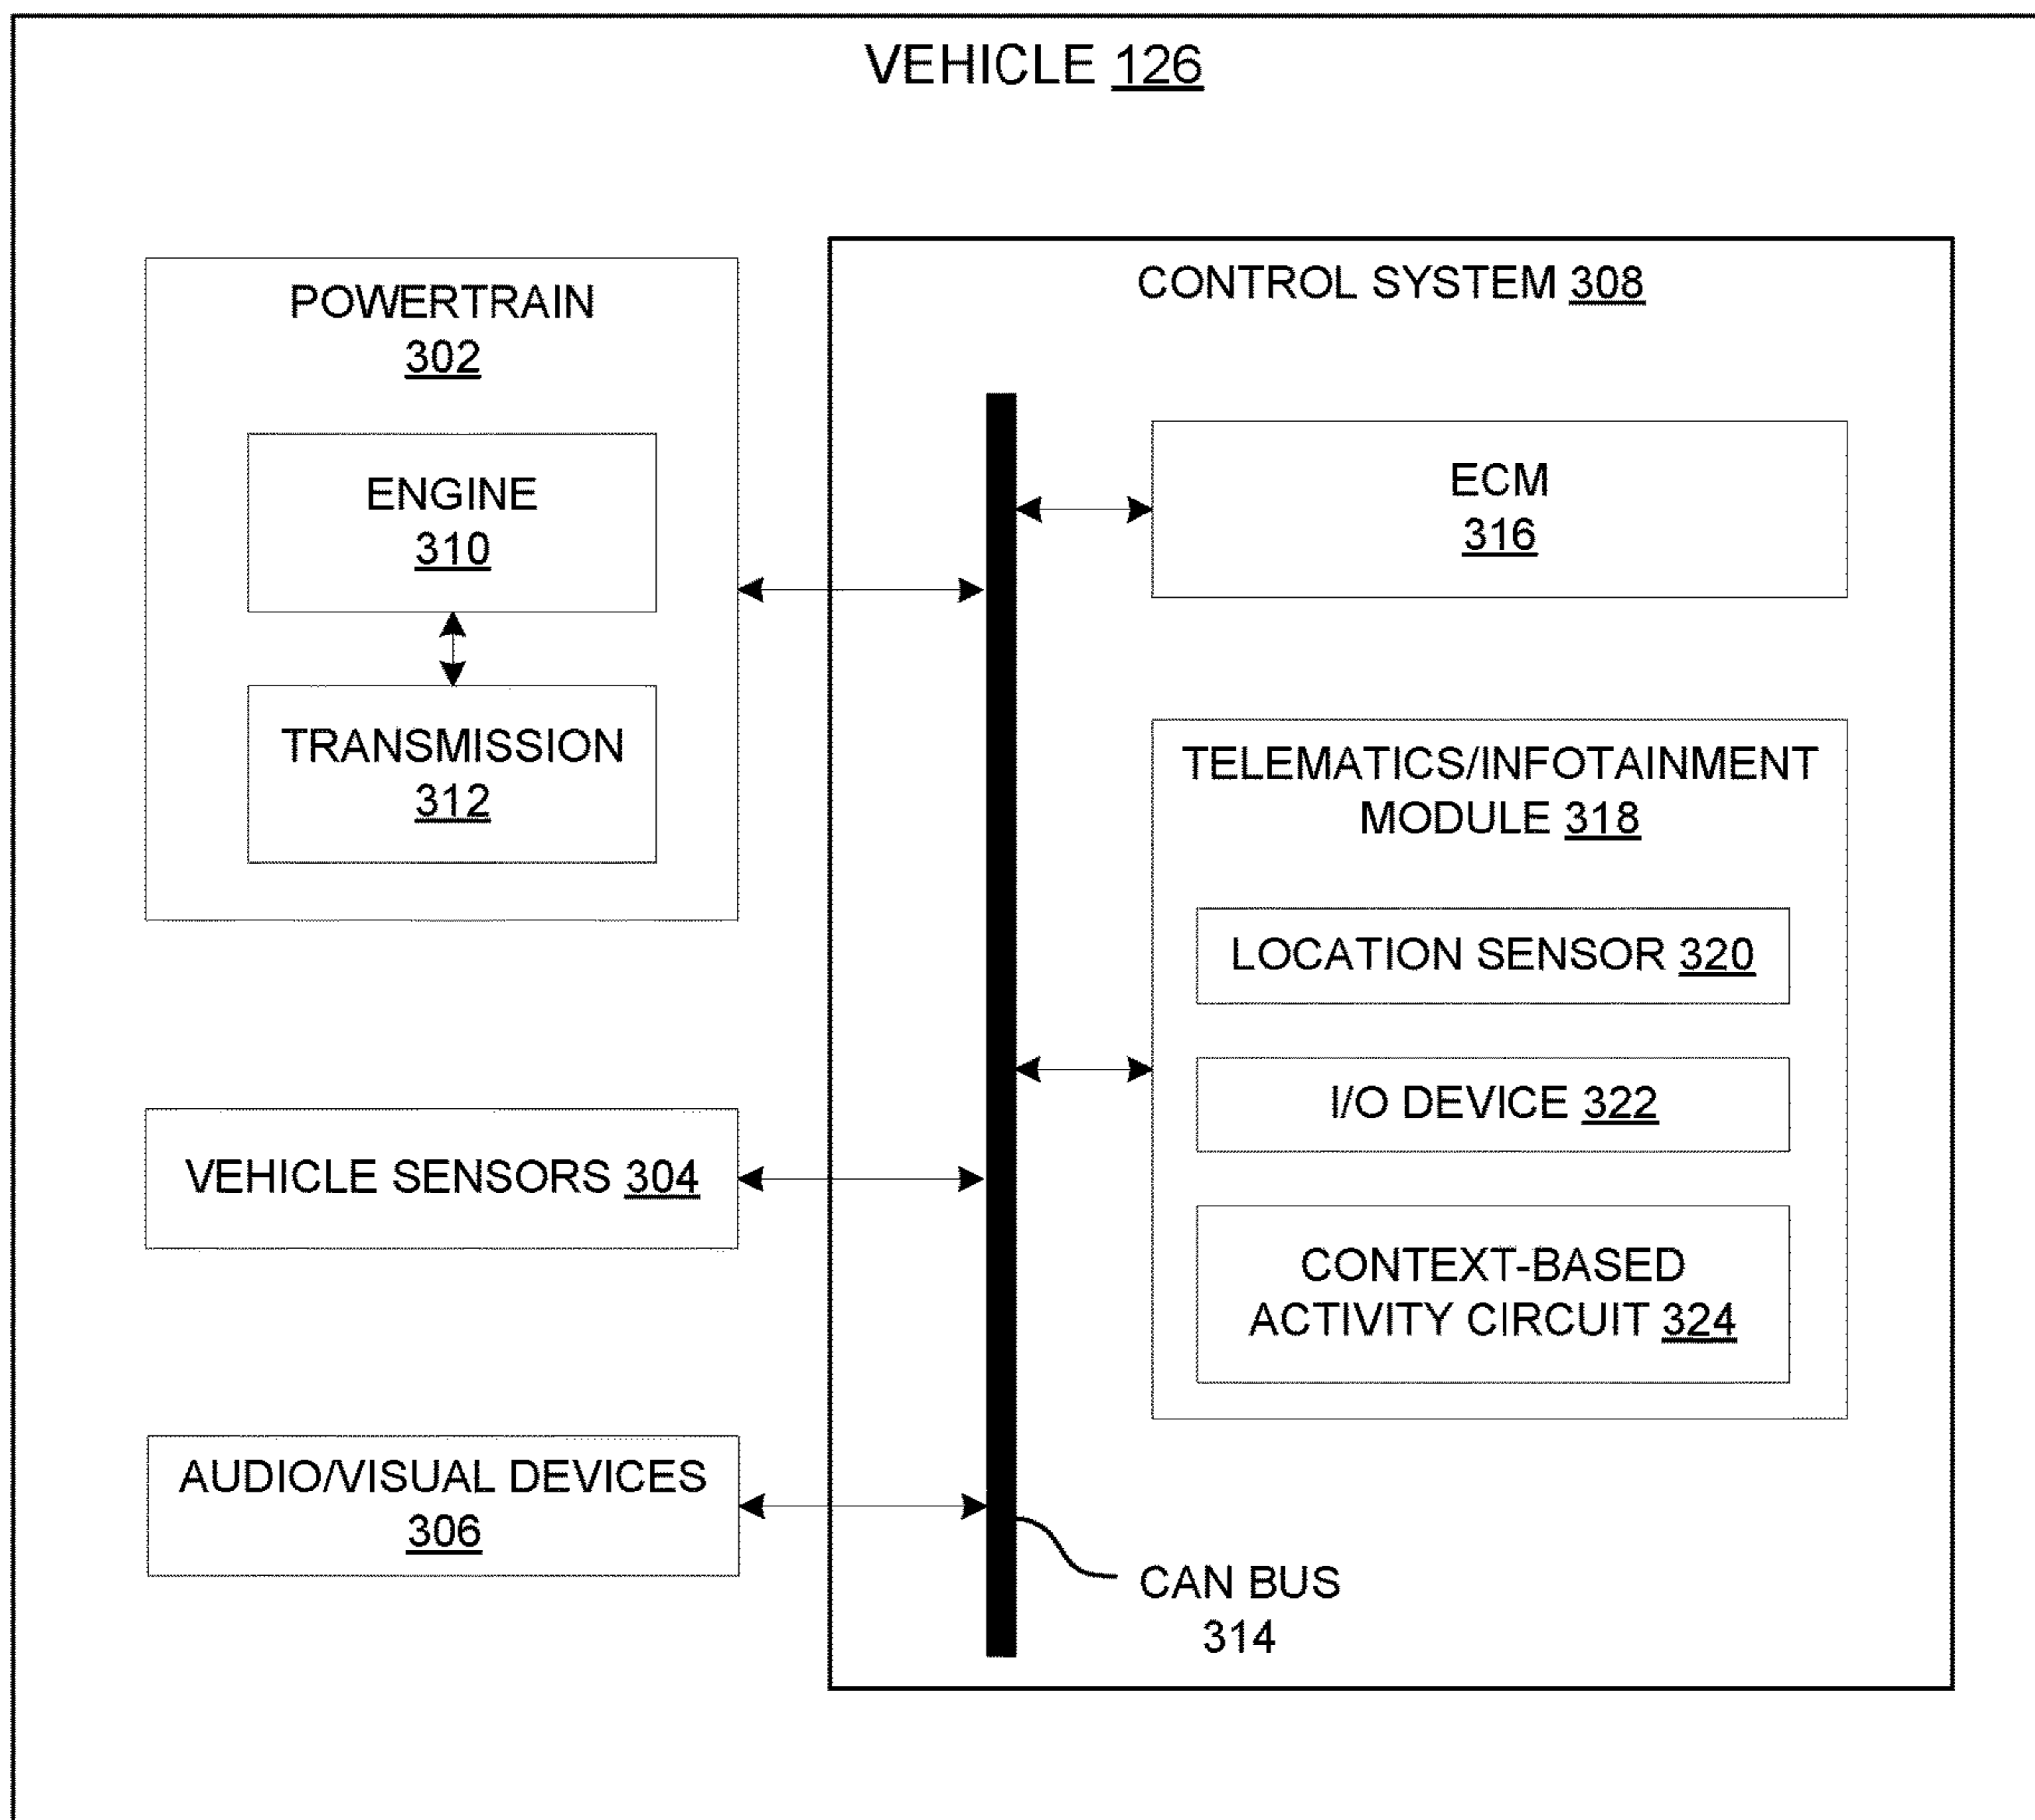 VEHICLE 126
POWERTRAIN
302
ENGINE
310
TRANSMISSION
312
VEHICLE SENSORS 304
AUDIO/VISUAL DEVICES
306
CONTROL SYSTEM 308
ECM
316
TELEMATICS/INFOTAINMENT
MODULE 318
LOCATION SENSOR 320
I/O DEVICE 322
CONTEXT-BASED
ACTIVITY CIRCUIT 324
CAN BUS
314